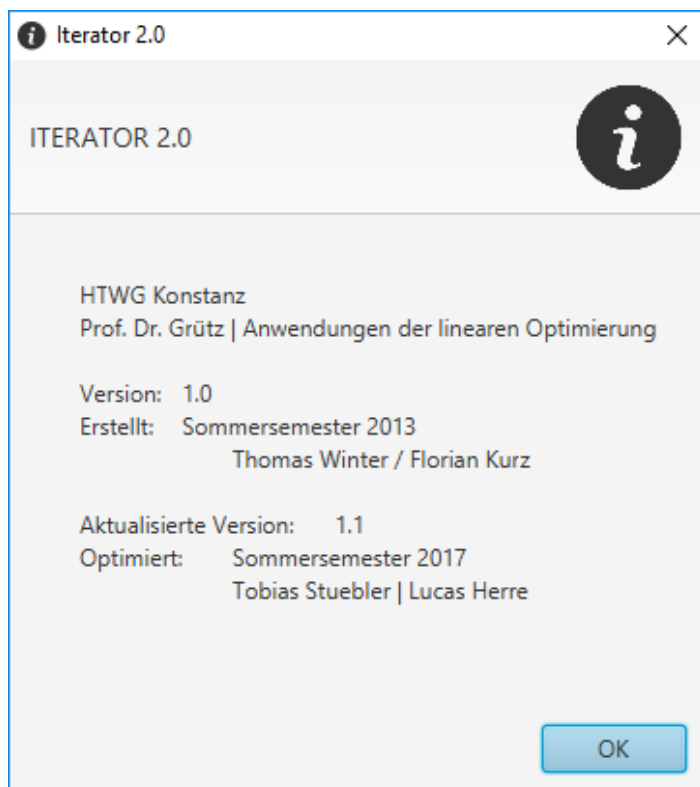 Iterator 2.0
ITERATOR 2.0
HTWG Konstanz
Prof. Dr. Grütz | Anwendungen der linearen Optimierung
Version: 1.0
Erstellt: Sommersemester 2013
Thomas Winter / Florian Kurz
Aktualisierte Version: 1.1
Optimiert: Sommersemester 2017
Tobias Stuebler | Lucas Herre
OK